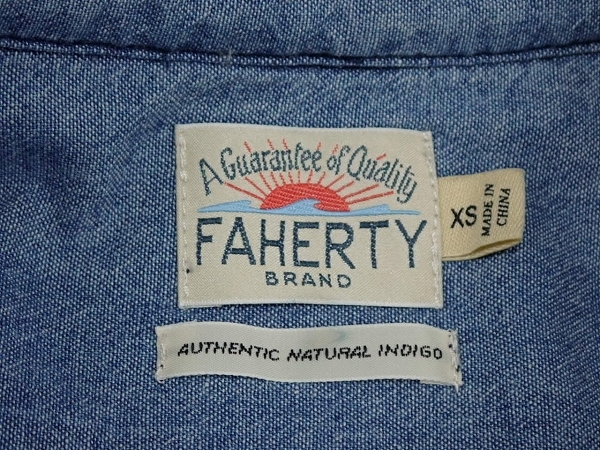 A Guarantee of Quality
FAHERTY
BRAND
XS
MADE IN
CHINA
AUTHENTIC NATURAL INDIGO